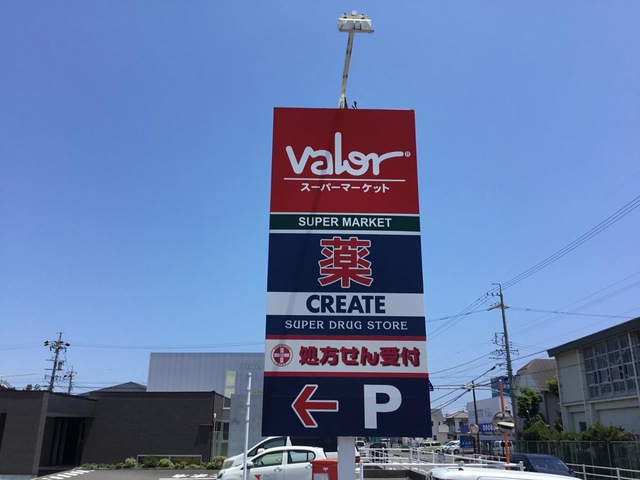 Valor®
スーパーマーケット
SUPER MARKET
薬
CREATE
SUPER DRUG STORE
処方せん受付
P